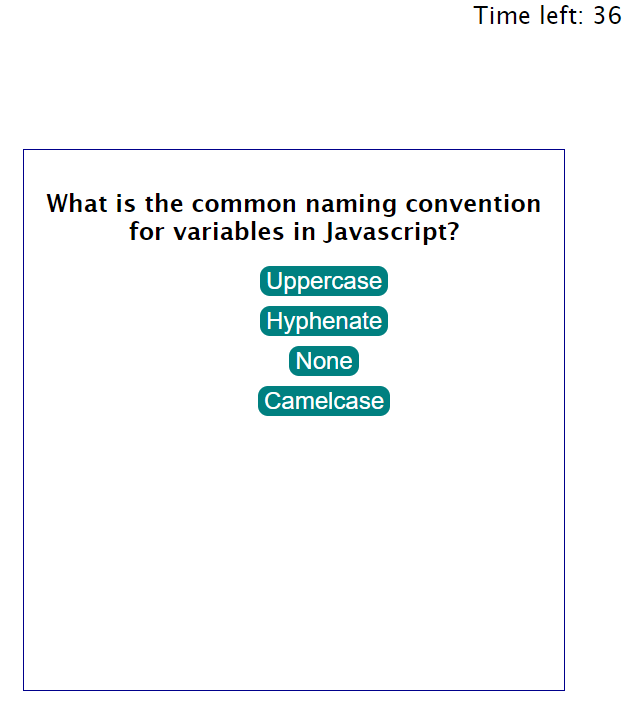 Time left: 36
What is the common naming convention
for variables in Javascript?
Uppercase
Hyphenate
None
Camelcase